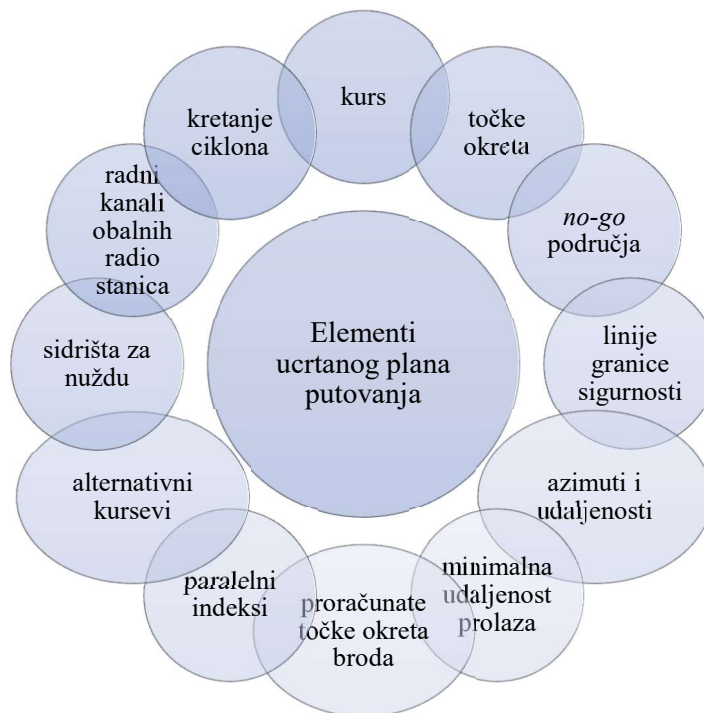 kurs
točke
okreta
no-go
područja
linije
granice
sigurnosti
azimuti i
udaljenosti
minimalna
udaljenost
prolaza
proračunate
točke okreta
broda
paralelni
indeksi
alternativni
kursevi
sidrišta za
nuždu
radni
kanali
obalnih
radio
stanica
kretanje
ciklona
Elementi
ucrtanog plana
putovanja